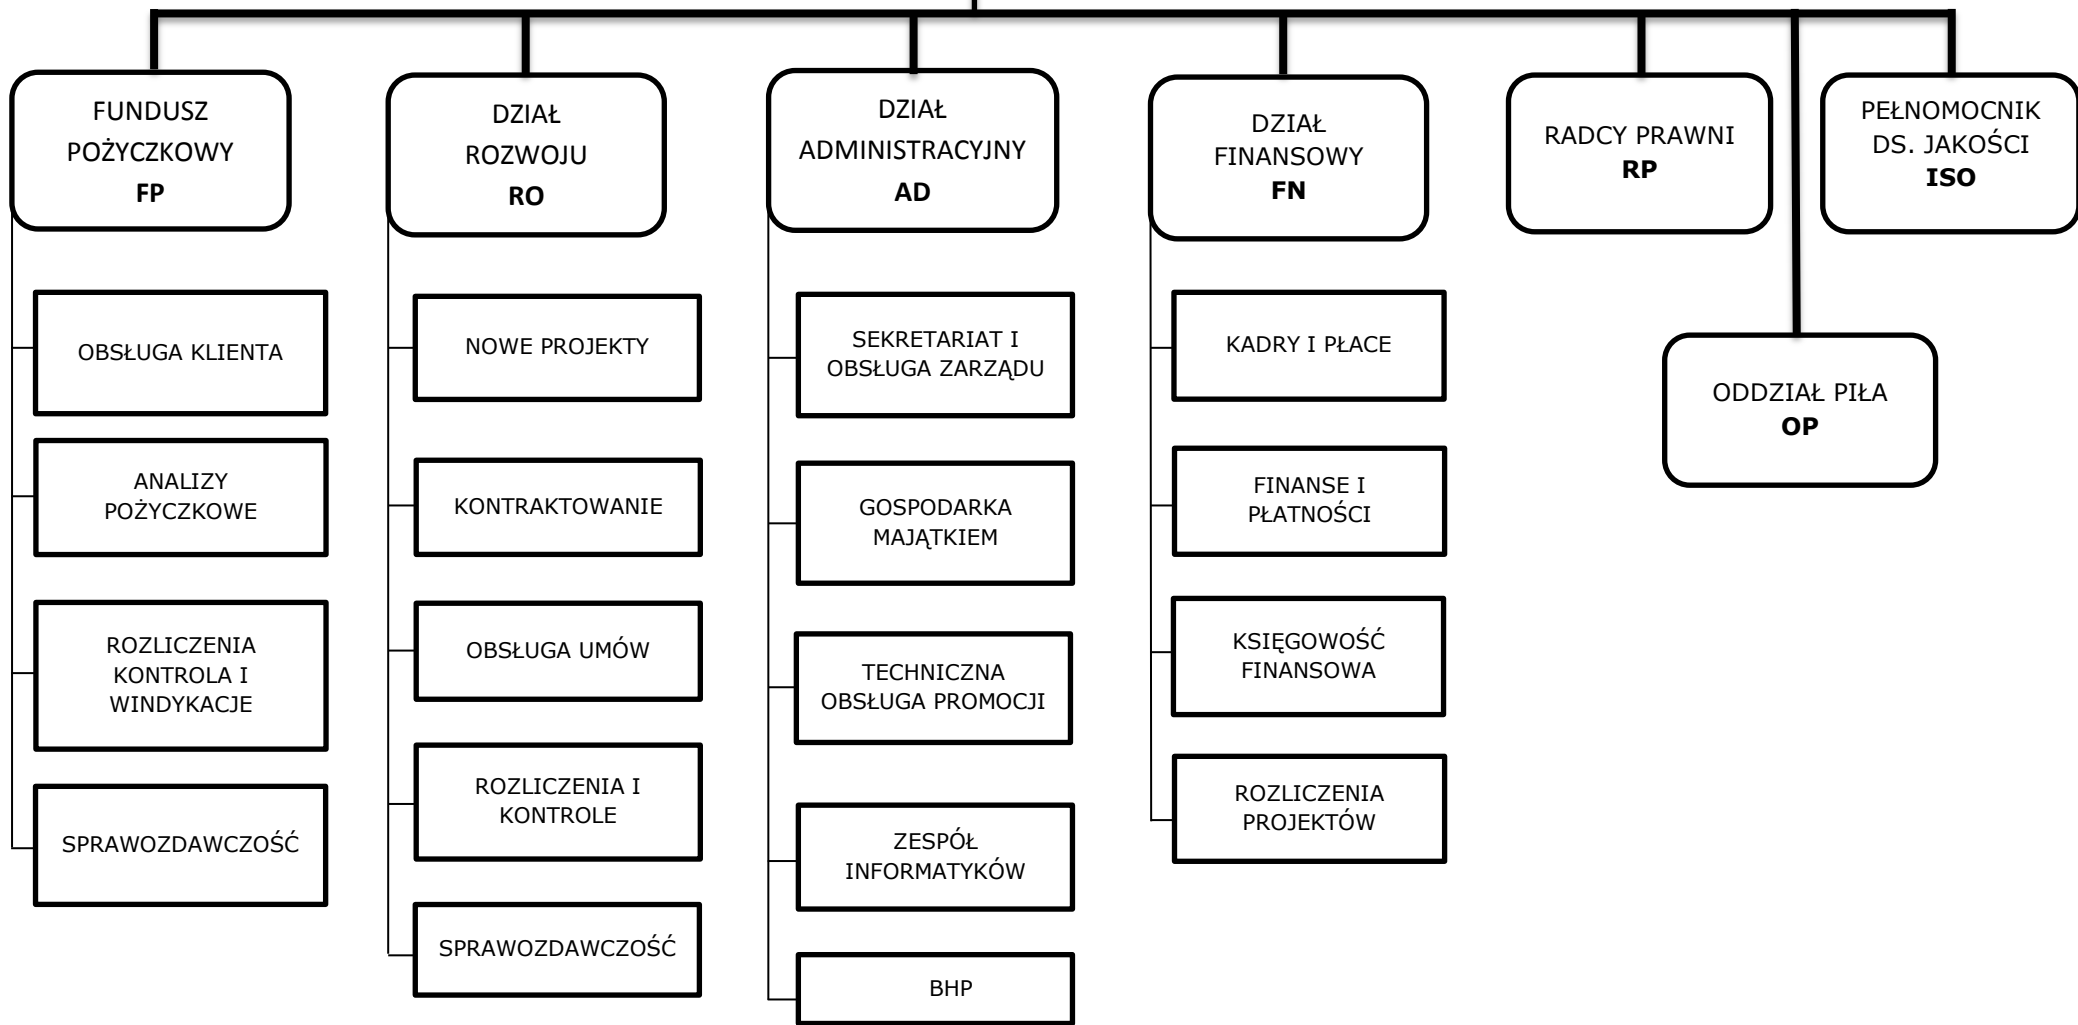 FUNDUSZ
POŻYCZKOWY
FP
DZIAŁ
ROZWOJU
RO
DZIAŁ
ADMINISTRACYJNY
AD
DZIAŁ
FINANSOWY
FN
RADCY PRAWNI
RP
PEŁNOMOCNIK
DS. JAKOŚCI
ISO
ODDZIAŁ PIŁA
OP
OBSŁUGA KLIENTA
ANALIZY
POŻYCZKOWE
ROZLICZENIA
KONTROLA I
WINDYKACJE
SPRAWOZDAWCZOŚĆ
NOWE PROJEKTY
KONTRAKTOWANIE
OBSŁUGA UMÓW
ROZLICZENIA I
KONTROLE
SPRAWOZDAWCZOŚĆ
SEKRETARIAT I
OBSŁUGA ZARZĄDU
GOSPODARKA
MAJĄTKIEM
TECHNICZNA
OBSŁUGA PROMOCJI
ZESPÓŁ
INFORMATYKÓW
BHP
KADRY I PŁACE
FINANSE I
PŁATNOŚCI
KSIĘGOWOŚĆ
FINANSOWA
ROZLICZENIA
PROJEKTÓW